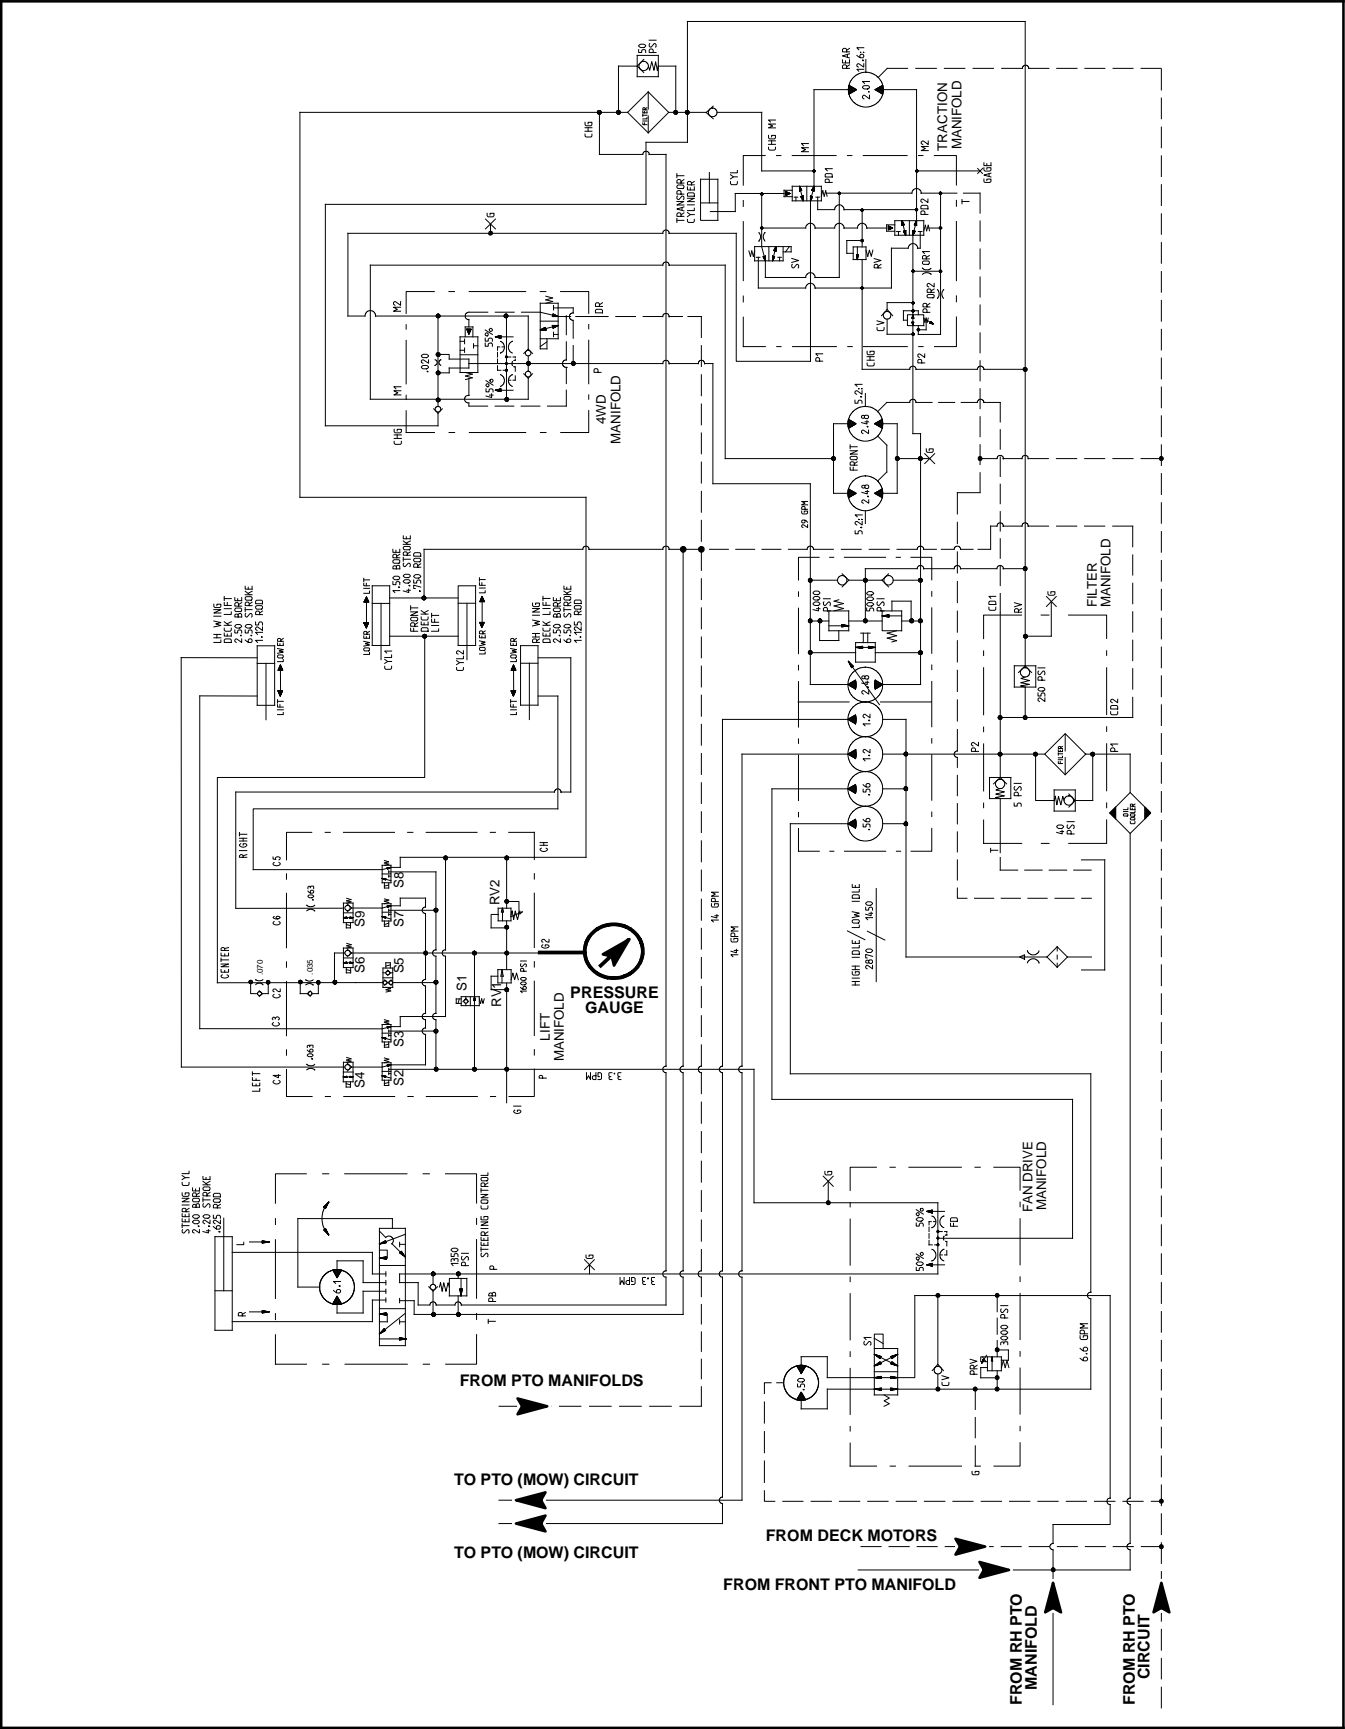 50
PSI
FILTER
CHG
REAR
12.6:1
2.01
TRACTION
MANIFOLD
CHG M1
M1
M2
GAGE
TRANSPORT
CYLINDER
CYL
PD1
PD2
T
SV
RV
OR1
OR2
PR
CV
P1
CHG
P2
G
M2
DR
.020
55%
45%
M1
P
CHG
4WD
MANIFOLD
5.2:1
2.48
FRONT
2.48
5.2:1
G
29 GPM
1.50 BORE
4.00 STROKE
.750 ROD
LH WING
DECK LIFT
2.50 BORE
6.50 STROKE
1.125 ROD
LOWER
LIFT
LIFT
LOWER
CYL1
FRONT
DECK
LIFT
LIFT
LOWER
CYL2
RH WING
DECK LIFT
2.50 BORE
6.50 STROKE
1.125 ROD
LOWER
LIFT
4000
PSI
5000
PSI
2.48
1.2
1.2
.56
.56
FILTER
MANIFOLD
CD1
RV
G
250 PSI
CD2
P2
FILTER
P1
5 PSI
40
PSI
T
OIL
COOLER
RIGHT
C5
C6
.063
S8
S9
S7
CENTER
.070
C2
.035
S6
S5
C3
S3
LEFT
C4
.063
S4
S2
CH
RV2
G2
S1
RV1
1600 PSI
LIFT
MANIFOLD
P
G1
3.3 GPM
PRESSURE
GAUGE
14 GPM
14 GPM
HIGH IDLE / LOW IDLE
2870 / 1450
STEERING CYL
2.00 BORE
4.20 STROKE
.625 ROD
L
R
6.1
1350
PSI
STEERING CONTROL
P
PB
T
G
3.3 GPM
G
FAN DRIVE
MANIFOLD
50%
50%
FD
S1
.50
CV
PRV
3000 PSI
6.6 GPM
G
FROM PTO MANIFOLDS
TO PTO (MOW) CIRCUIT
TO PTO (MOW) CIRCUIT
FROM DECK MOTORS
FROM FRONT PTO MANIFOLD
FROM RH PTO
MANIFOLD
FROM RH PTO
CIRCUIT